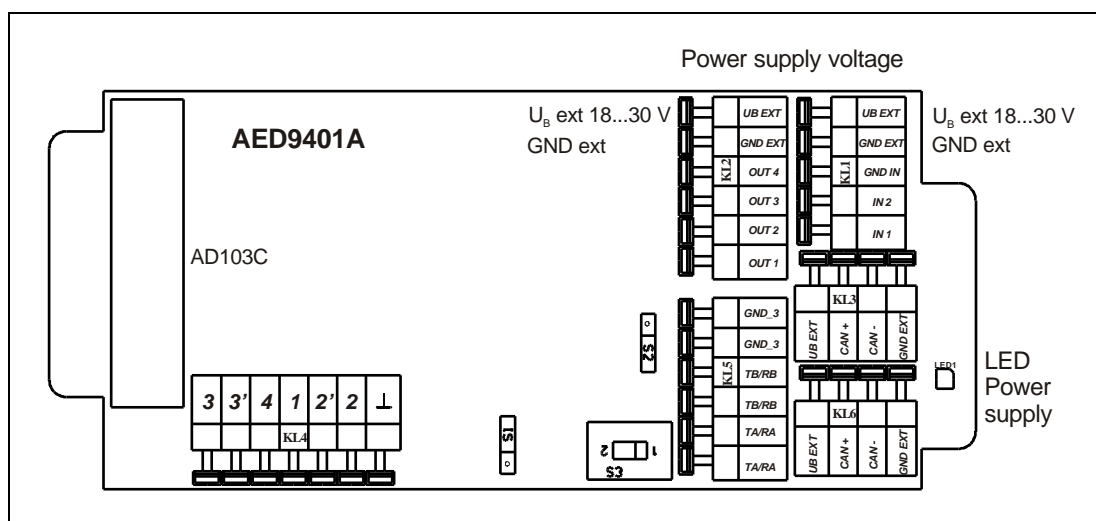 Power supply voltage
U_B ext 18...30 V
GND ext
AED9401A
AD103C
UB EXT
GND EXT
OUT 4
OUT 3
OUT 2
OUT 1
KL2
UB EXT
GND EXT
GND IN
IN 2
IN 1
KL1
U_B ext 18...30 V
GND ext
KL3
UB EXT
CAN +
CAN -
GND EXT
GND_3
GND_3
TB/RB
TB/RB
TA/RA
TA/RA
KL5
KL6
UB EXT
CAN +
CAN -
GND EXT
LED1
LED
Power
supply
S2
S1
2 1
S3
3 3' 4 1 2' 2 ⊥
KL4